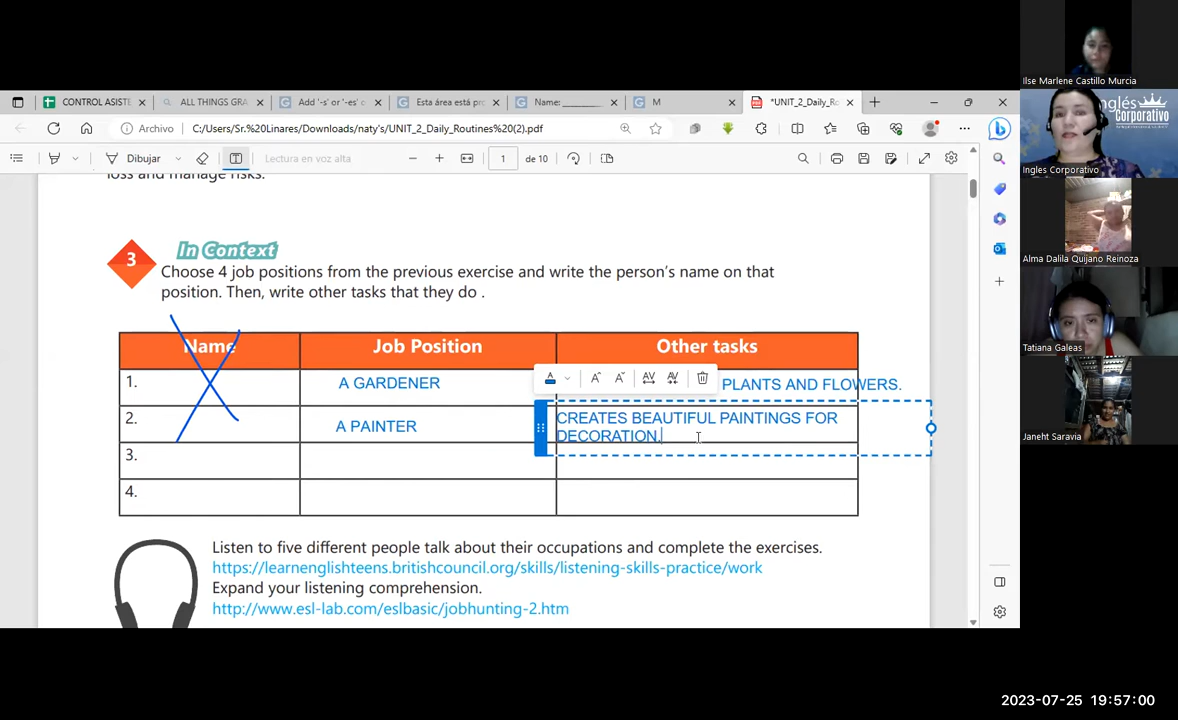 Ilse Marlene Castillo Murcia
CONTROL ASISTE
ALL THINGS GRA
Add '-s' or '-es' c
Esta área está pro
Name: ________
M
*UNIT_2_Daily_Ro
Archivo
C:/Users/Sr.%20Linares/Downloads/naty's/UNIT_2_Daily_Routines%20(2).pdf
Dibujar
Lectura en voz alta
1
de 10
Inglés
Corporativo
Ingles Corporativo
loss and manage risks.
3
In Context
Choose 4 job positions from the previous exercise and write the person's name on that
position. Then, write other tasks that they do .
Name
Job Position
Other tasks
1.
A GARDENER
PLANTS AND FLOWERS.
2.
A PAINTER
CREATES BEAUTIFUL PAINTINGS FOR
DECORATION.
3.
4.
Alma Dalila Quijano Reinoza
Tatiana Galeas
Janeht Saravia
Listen to five different people talk about their occupations and complete the exercises.
https://learnenglishteens.britishcouncil.org/skills/listening-skills-practice/work
Expand your listening comprehension.
http://www.esl-lab.com/eslbasic/jobhunting-2.htm
2023-07-25 19:57:00